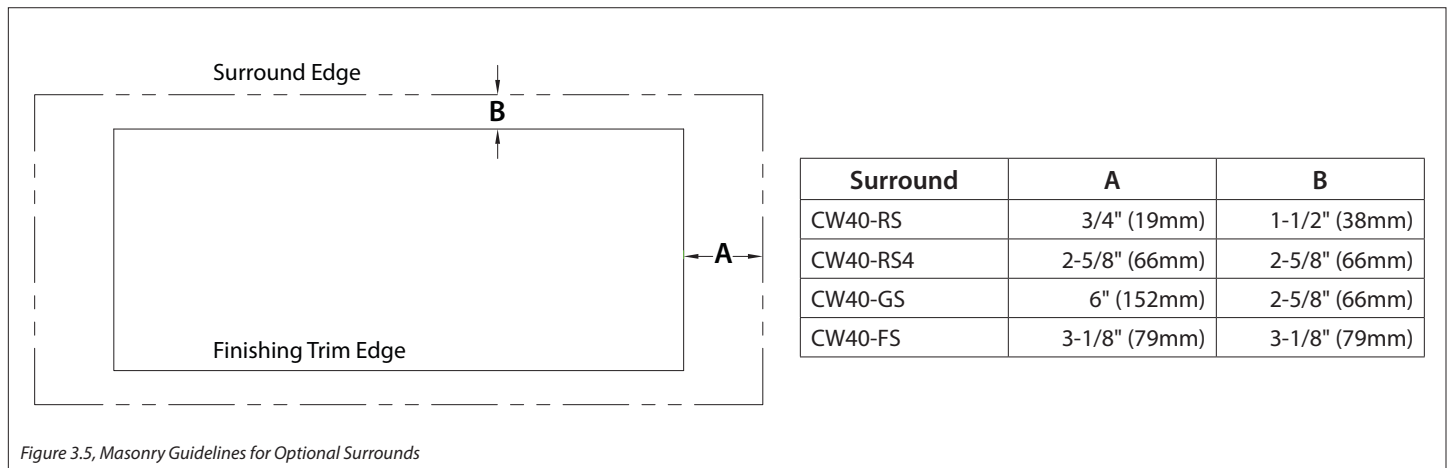 Surround Edge
B
A
Finishing Trim Edge
Surround A B
CW40-RS 3/4" (19mm) 1-1/2" (38mm)
CW40-RS4 2-5/8" (66mm) 2-5/8" (66mm)
CW40-GS 6" (152mm) 2-5/8" (66mm)
CW40-FS 3-1/8" (79mm) 3-1/8" (79mm)
Figure 3.5, Masonry Guidelines for Optional Surrounds